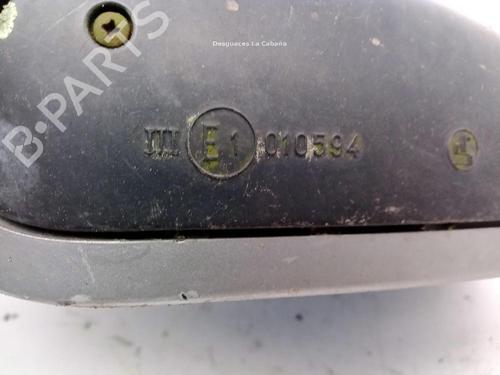 Desguaces La Cabaña
B-PARTS
III E1 010594